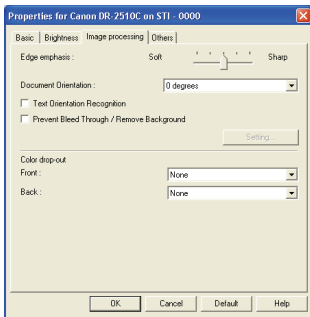 Properties for Canon DR-2510C on STI - 0000
Basic Brightness Image processing Others
Edge emphasis : Soft Sharp
Document Orientation : 0 degrees
Text Orientation Recognition
Prevent Bleed Through / Remove Background
Setting...
Color drop-out
Front : None
Back : None
OK Cancel Default Help